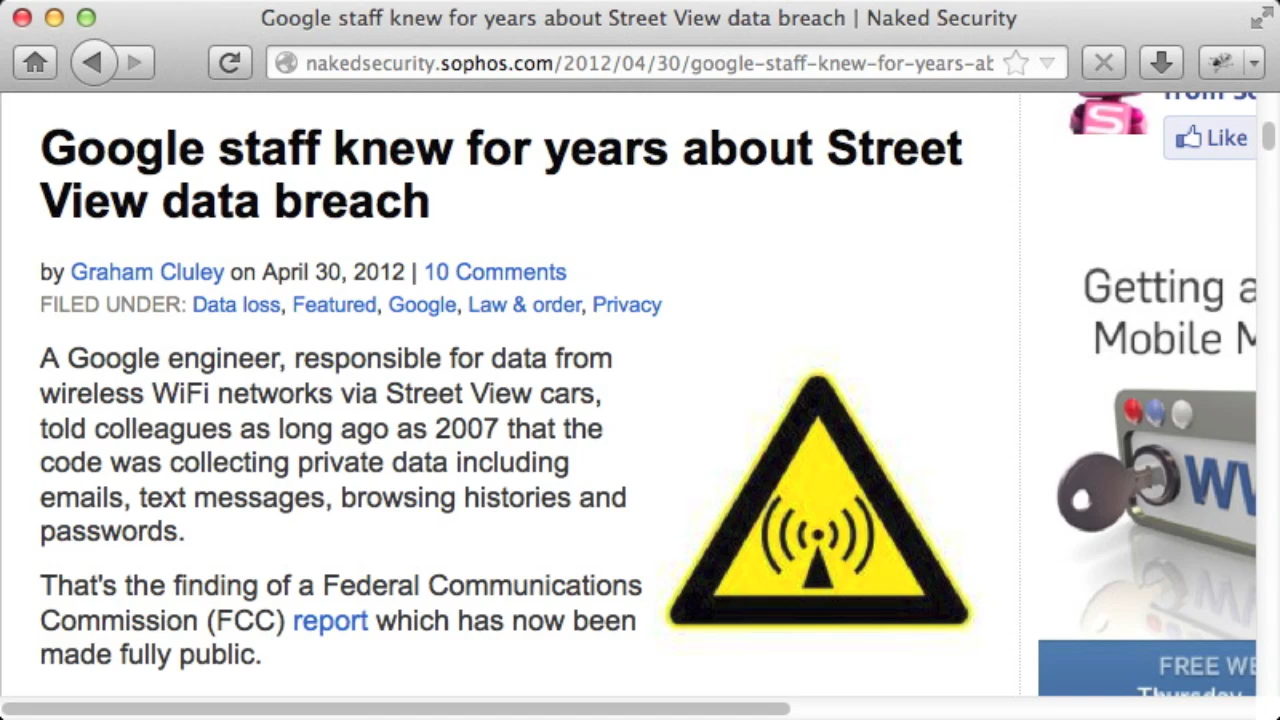 Google staff knew for years about Street View data breach | Naked Security
nakedsecurity.sophos.com/2012/04/30/google-staff-knew-for-years-ab
Google staff knew for years about Street
View data breach
by Graham Cluley on April 30, 2012 | 10 Comments
FILED UNDER: Data loss, Featured, Google, Law & order, Privacy
A Google engineer, responsible for data from
wireless WiFi networks via Street View cars,
told colleagues as long ago as 2007 that the
code was collecting private data including
emails, text messages, browsing histories and
passwords.
That's the finding of a Federal Communications
Commission (FCC) report which has now been
made fully public.
from
S
Like
Getting a
Mobile M
WW
FREE WE
Thursday